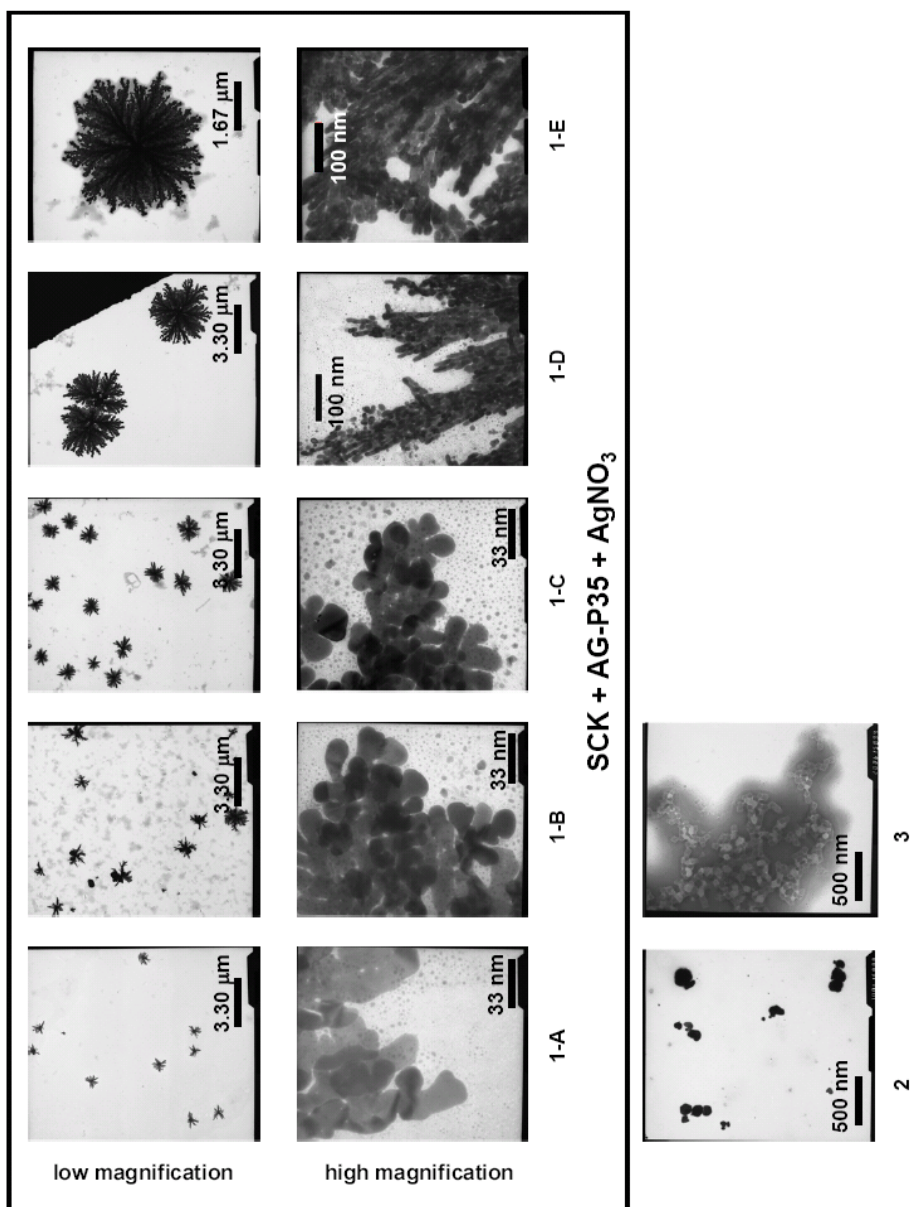 low magnification
3.30 μm
3.30 μm
3.30 μm
3.30 μm
1.67 μm
high magnification
33 nm
33 nm
33 nm
100 nm
100 nm
1-A
1-B
1-C
1-D
1-E
SCK + AG-P35 + AgNO₃
500 nm
500 nm
2
3